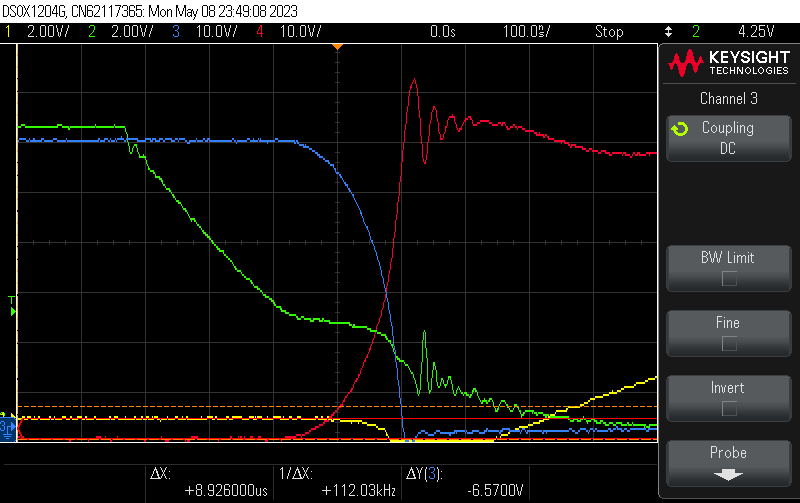 DSOX1204G, CN62117365: Mon May 08 23:49:08 2023
1 2.00V/ 2 2.00V/ 3 10.0V/ 4 10.0V/ 0.0s 100.0ns/ Stop 2 4.25V
KEYSIGHT
TECHNOLOGIES
Channel 3
Coupling
DC
BW Limit
Fine
Invert
Probe
T
3
ΔX:
+8.926000us
1/ΔX:
+112.03kHz
ΔY(3):
-6.5700V